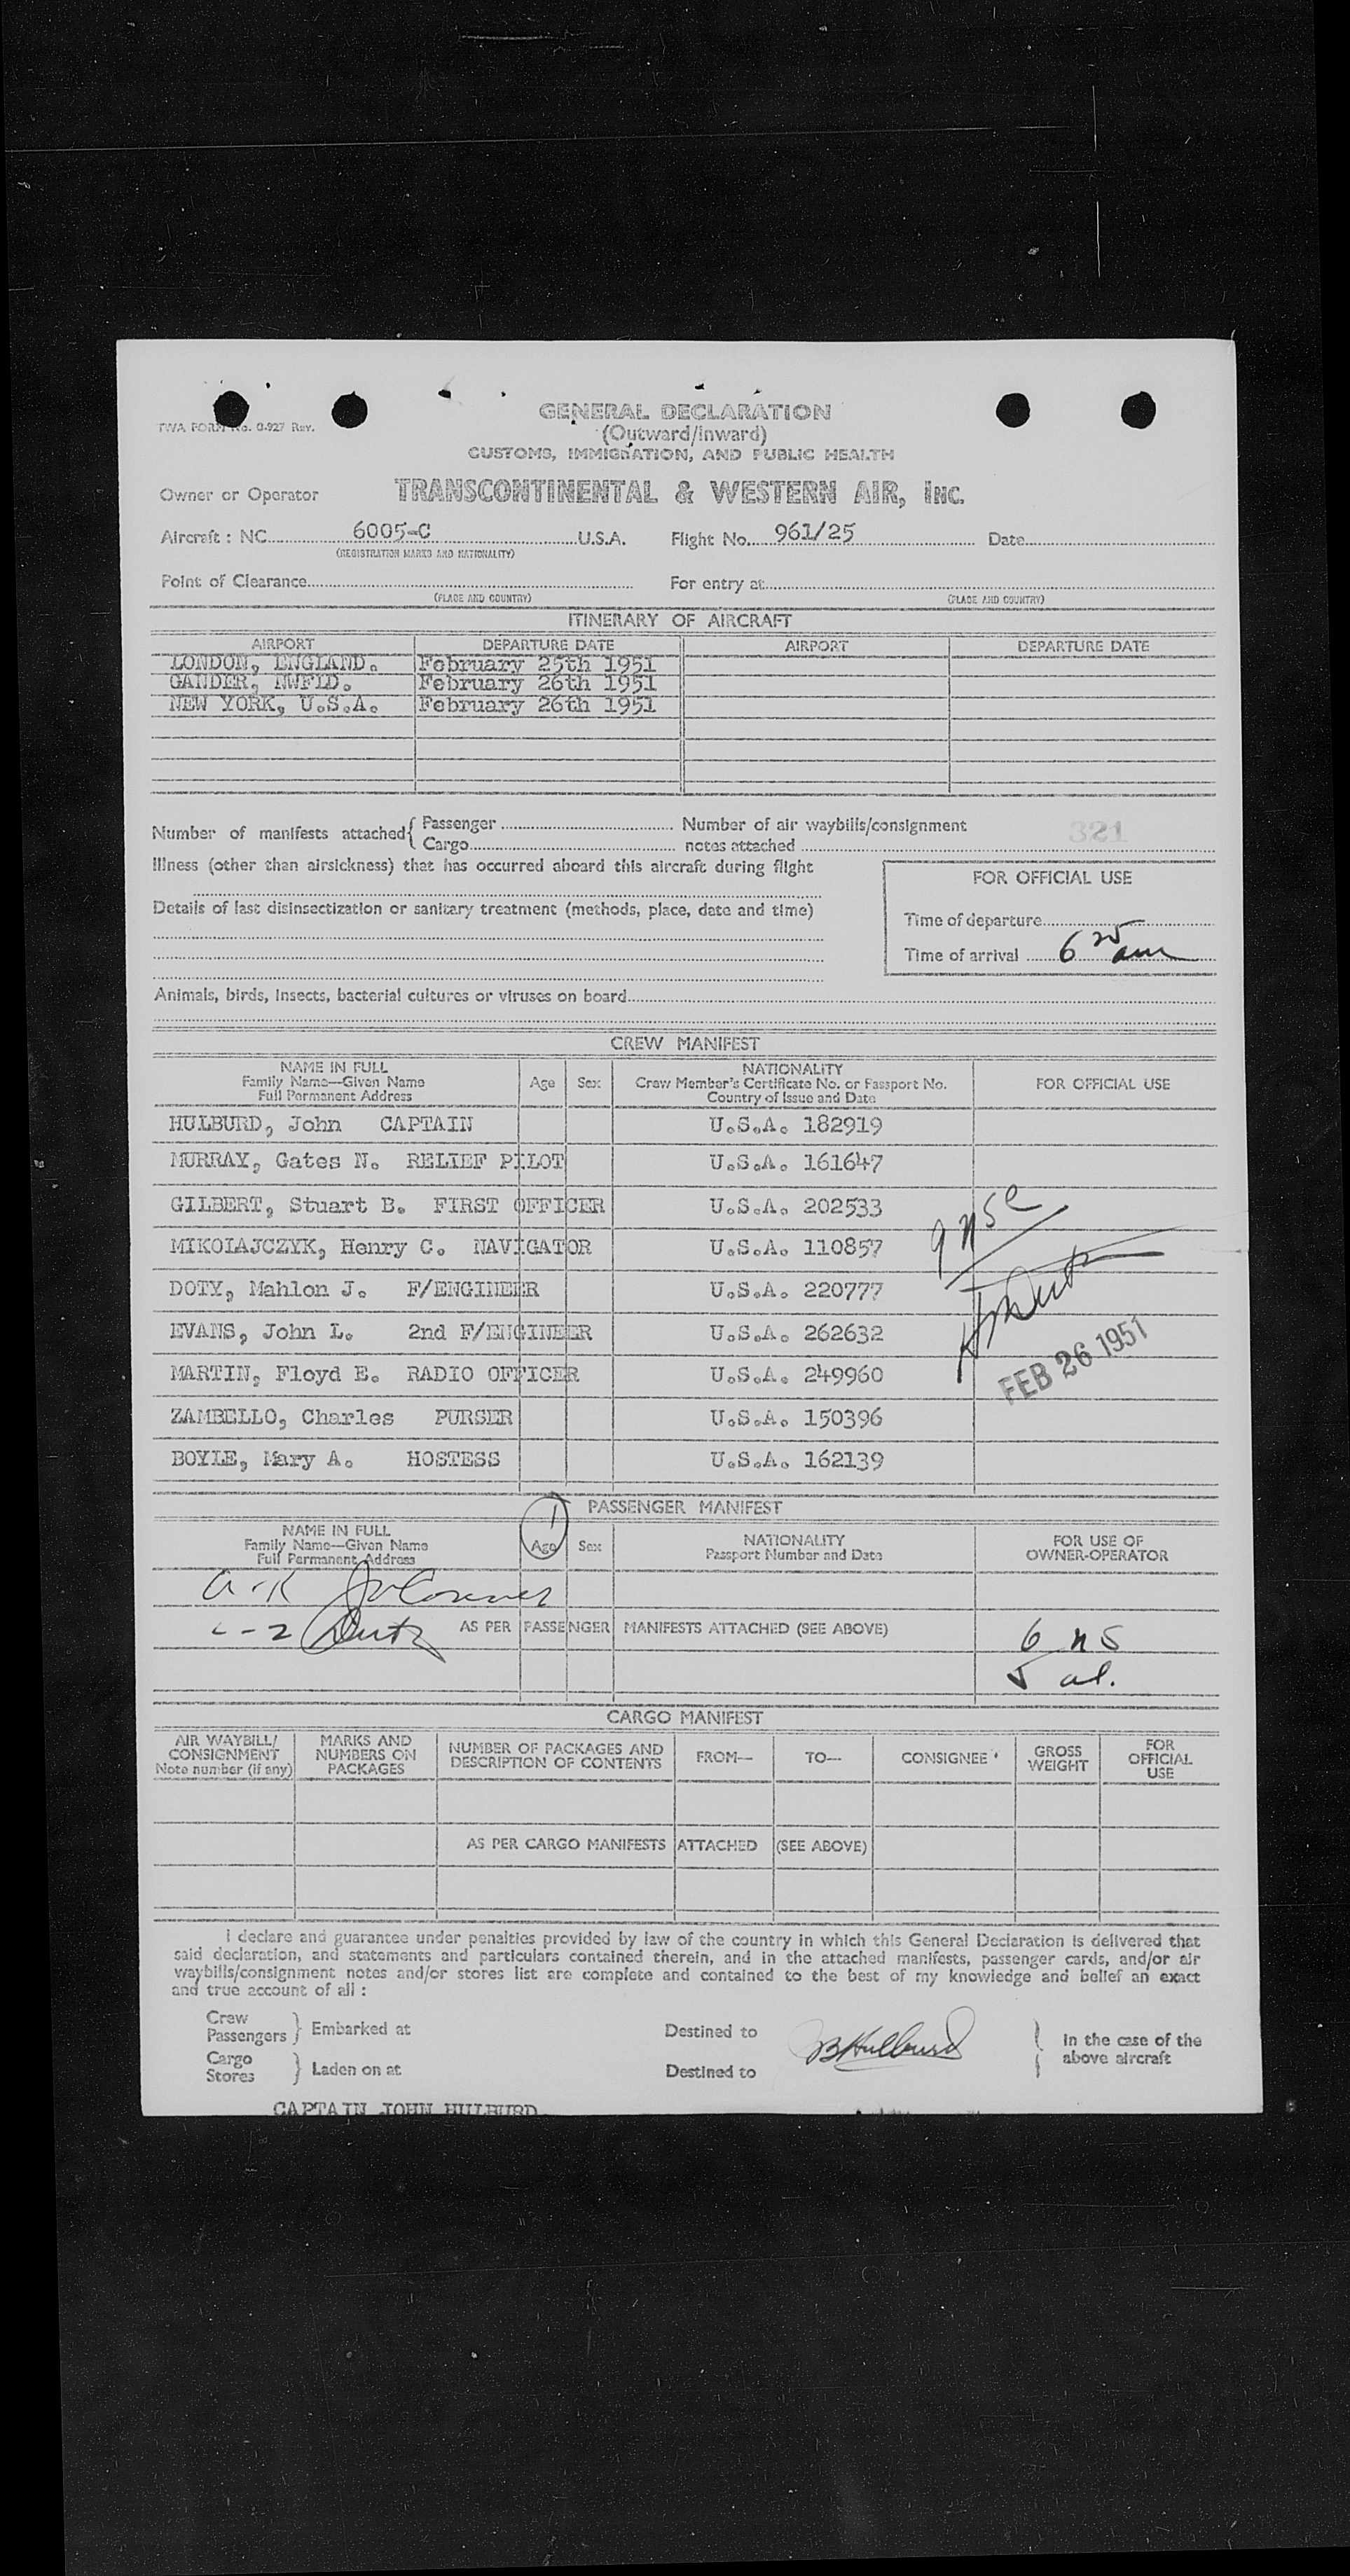 GENERAL DECLARATION
TWA FORM No. 0-927 Rev.
(Outward/Inward)
CUSTOMS, IMMIGRATION, AND PUBLIC HEALTH
Owner or Operator TRANSCONTINENTAL & WESTERN AIR, INC.
Aircraft : NC 6005-C U.S.A. Flight No. 961/25 Date
(REGISTRATION MARKS AND NATIONALITY)
Point of Clearance For entry at
(PLACE AND COUNTRY) (PLACE AND COUNTRY)
ITINERARY OF AIRCRAFT
AIRPORT DEPARTURE DATE AIRPORT DEPARTURE DATE
LONDON, ENGLAND. February 25th 1951
GANDER, NWFLD. February 26th 1951
NEW YORK, U.S.A. February 26th 1951
Number of manifests attached { Passenger Number of air waybills/consignment
Cargo notes attached
321
Illness (other than airsickness) that has occurred aboard this aircraft during flight
FOR OFFICIAL USE
Details of last disinsectization or sanitary treatment (methods, place, date and time)
Time of departure
Time of arrival 6 25 am
Animals, birds, insects, bacterial cultures or viruses on board
CREW MANIFEST
NAME IN FULL
Family Name—Given Name
Full Permanent Address
Age Sex
NATIONALITY
Crew Member's Certificate No. or Passport No.
Country of Issue and Date
FOR OFFICIAL USE
HULBURD, John CAPTAIN U.S.A. 182919
MURRAY, Gates N. RELIEF PILOT U.S.A. 161647
GILBERT, Stuart B. FIRST OFFICER U.S.A. 202533
MIKOLAJCZYK, Henry C. NAVIGATOR U.S.A. 110857
DOTY, Mahlon J. F/ENGINEER U.S.A. 220777
EVANS, John L. 2nd F/ENGINEER U.S.A. 262632
MARTIN, Floyd E. RADIO OFFICER U.S.A. 249960
ZAMBELLO, Charles PURSER U.S.A. 150396
BOYLE, Mary A. HOSTESS U.S.A. 162139
FEB 26 1951
PASSENGER MANIFEST
1
NAME IN FULL
Family Name—Given Name
Full Permanent Address
Age Sex
NATIONALITY
Passport Number and Date
FOR USE OF
OWNER-OPERATOR
AS PER PASSENGER MANIFESTS ATTACHED (SEE ABOVE)
6 ns
5 al.
CARGO MANIFEST
AIR WAYBILL/
CONSIGNMENT
Note number (if any)
MARKS AND
NUMBERS ON
PACKAGES
NUMBER OF PACKAGES AND
DESCRIPTION OF CONTENTS
FROM— TO— CONSIGNEE
GROSS
WEIGHT
FOR
OFFICIAL
USE
AS PER CARGO MANIFESTS ATTACHED (SEE ABOVE)
I declare and guarantee under penalties provided by law of the country in which this General Declaration is delivered that
said declaration, and statements and particulars contained therein, and in the attached manifests, passenger cards, and/or air
waybills/consignment notes and/or stores list are complete and contained to the best of my knowledge and belief an exact
and true account of all :
Crew
Passengers } Embarked at Destined to
Cargo
Stores } Laden on at Destined to
JBHulburd
In the case of the
above aircraft
CAPTAIN JOHN HULBURD.